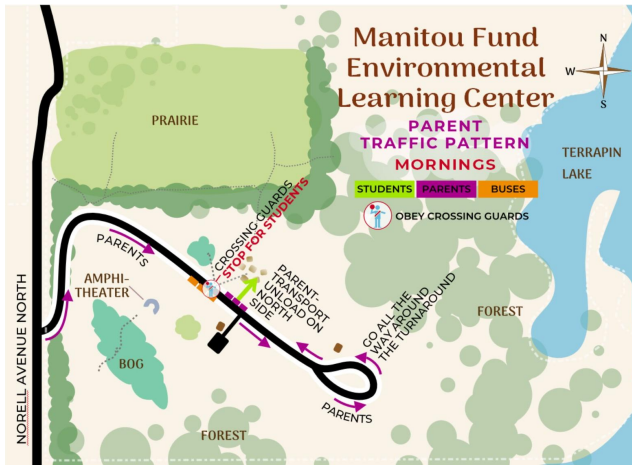 Manitou Fund
Environmental
Learning Center
PARENT
TRAFFIC PATTERN
MORNINGS
STUDENTS PARENTS BUSES
OBEY CROSSING GUARDS
N
W E
S
TERRAPIN
LAKE
PRAIRIE
CROSSING GUARDS
STOP FOR STUDENTS
PARENTS
AMPHI-
THEATER
PARENT-
TRANSPORT
UNLOAD ON
NORTH
SIDE
GO ALL THE
WAY AROUND
THE TURNAROUND
FOREST
BOG
NORELL AVENUE NORTH
PARENTS
FOREST